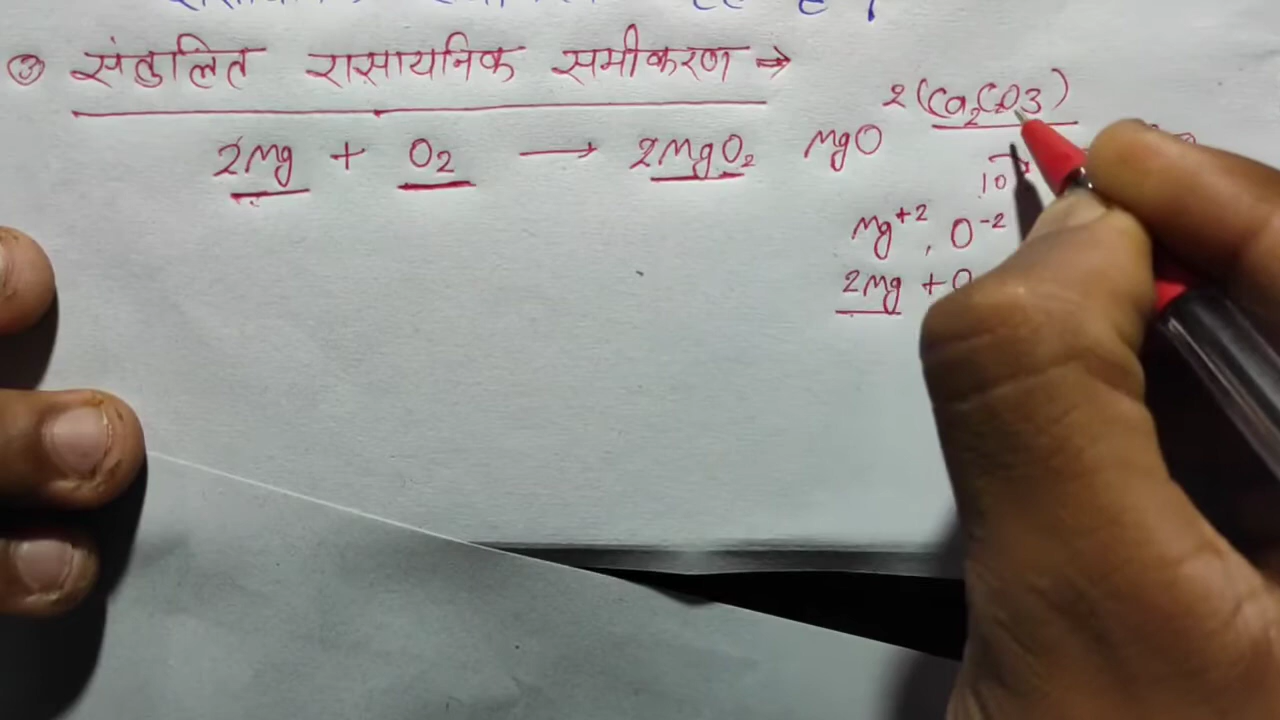 ③ संतुलित रासायनिक समीकरण →
2(Ca₂CO3)
2Mg + O₂ → 2MgO₂ MgO
10
Mg⁺², O⁻²
2Mg +